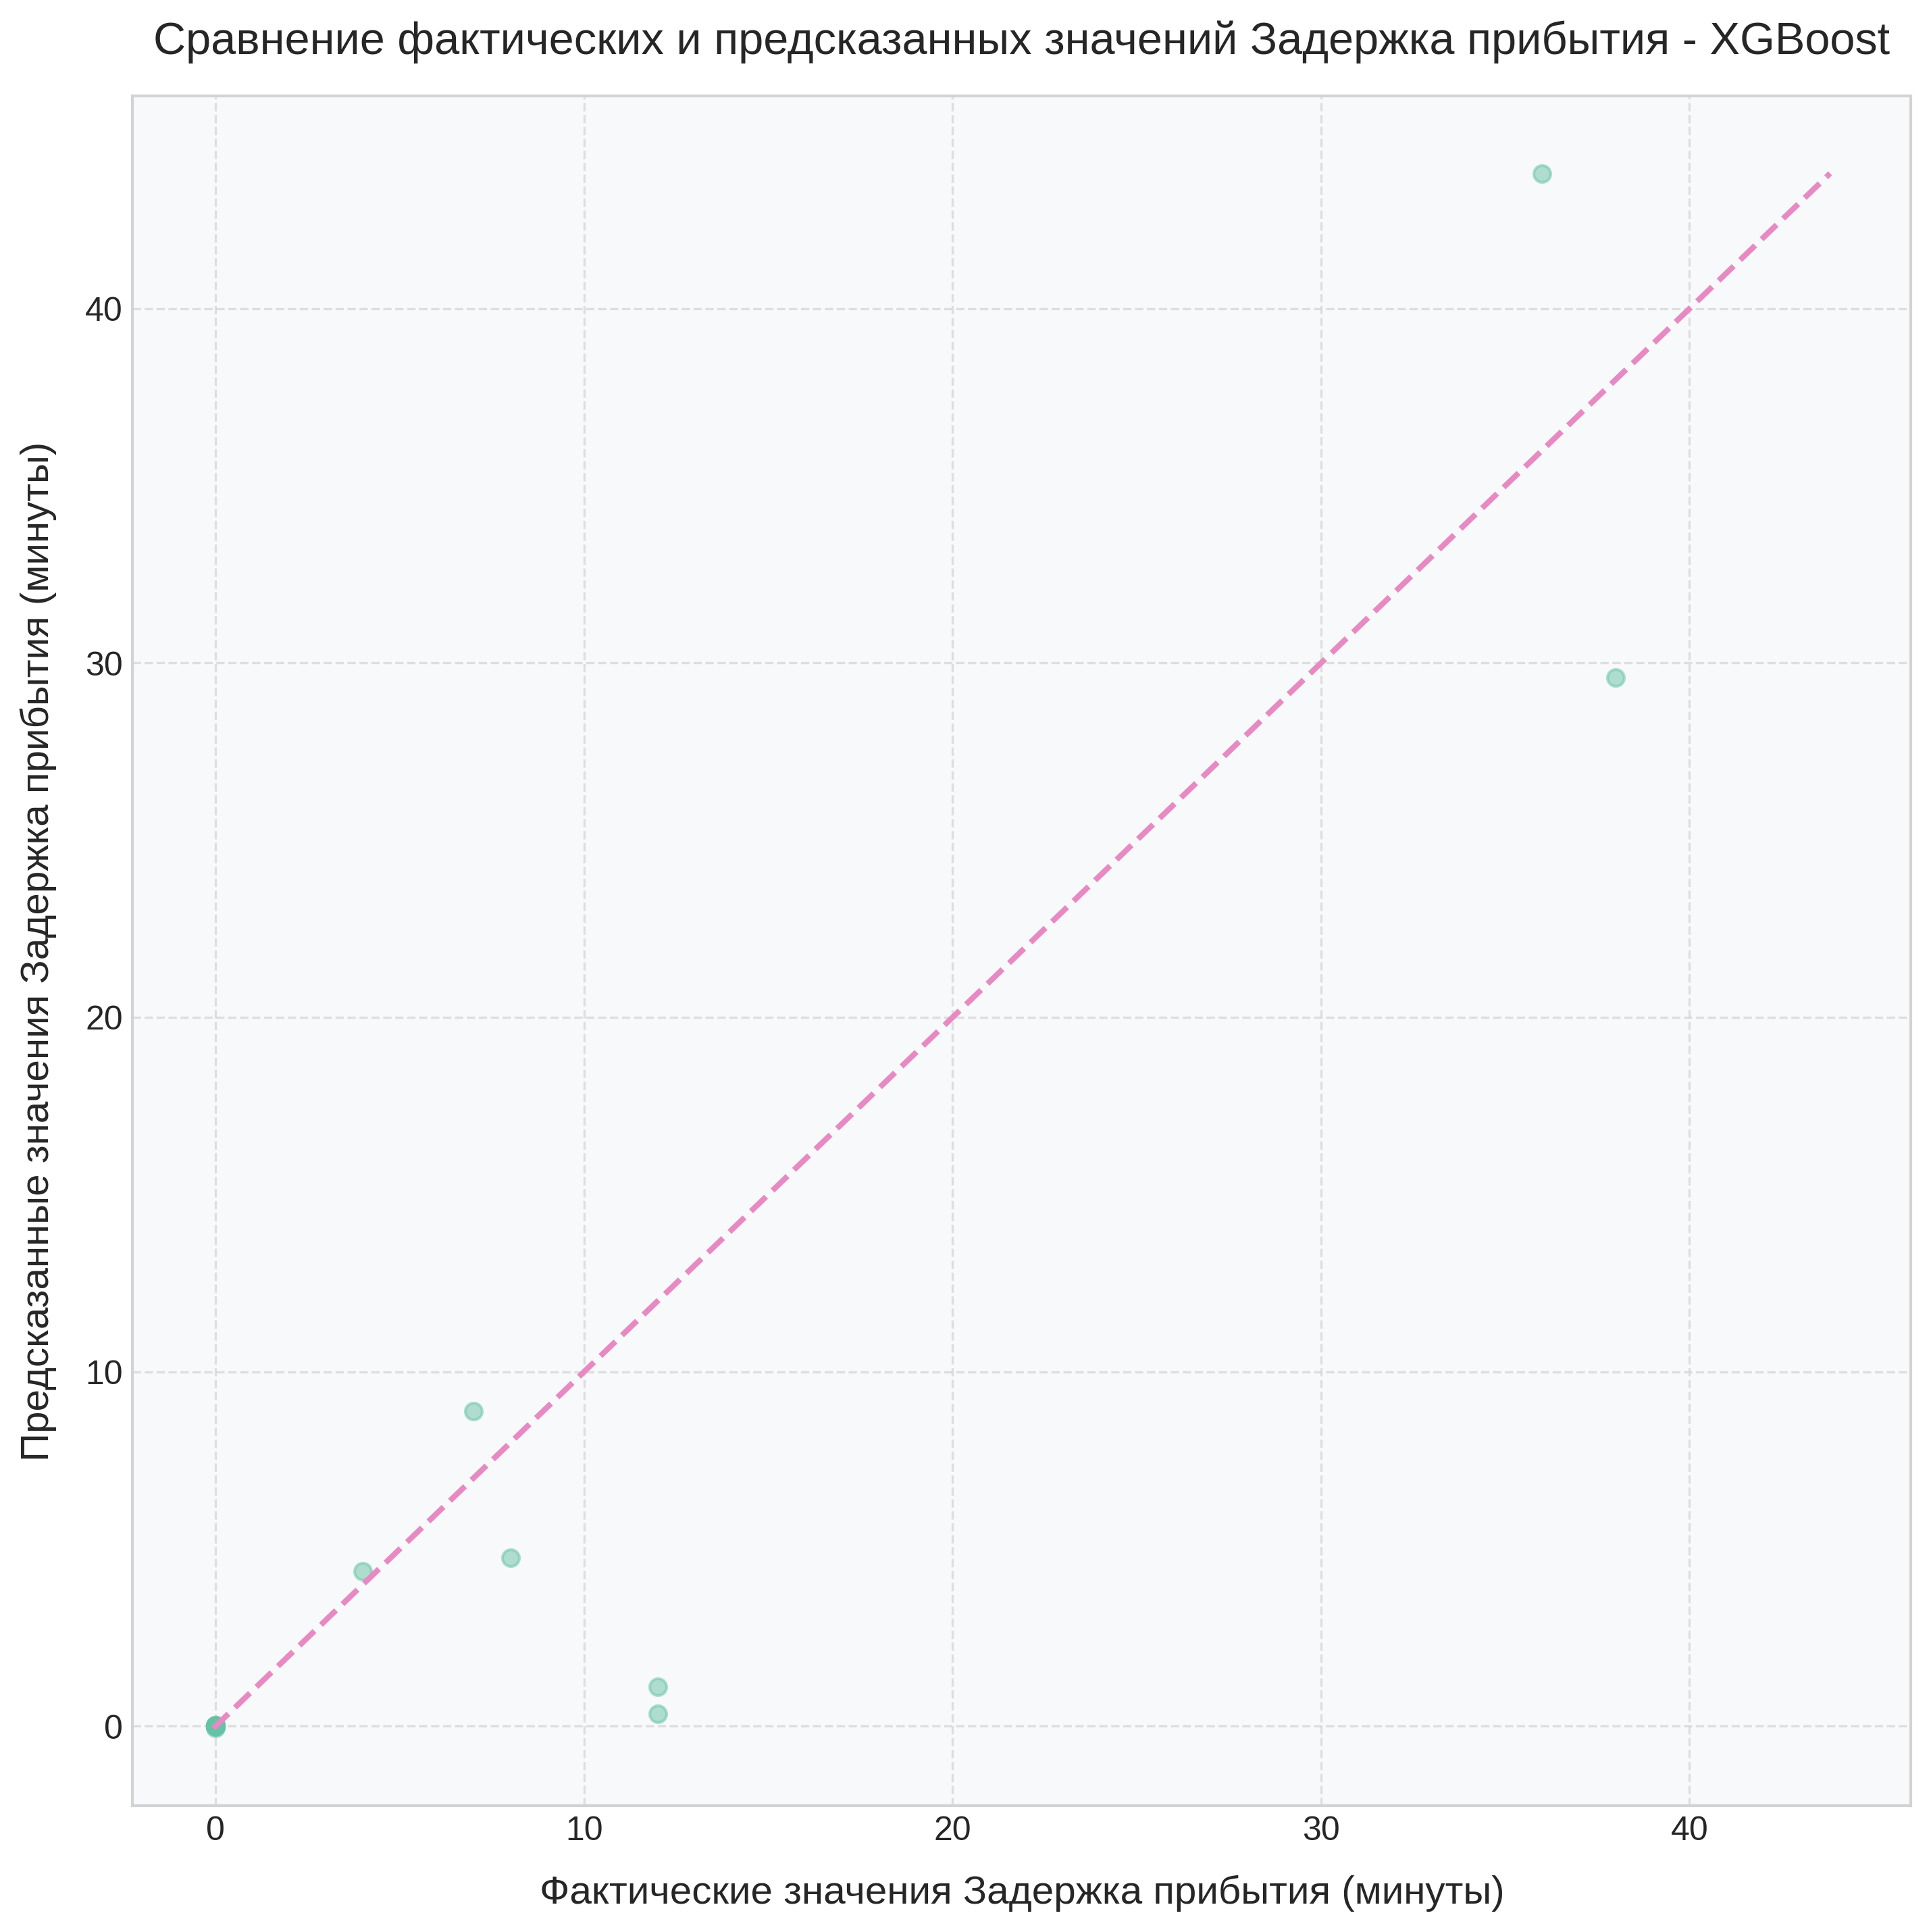 Сравнение фактических и предсказанных значений Задержка прибытия - XGBoost
Предсказанные значения Задержка прибытия (минуты)
40
30
20
10
0
0 10 20 30 40
Фактические значения Задержка прибытия (минуты)